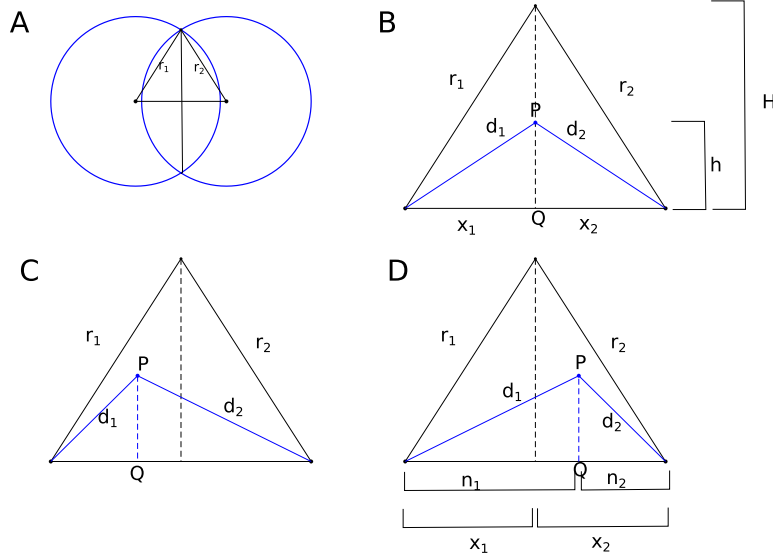 A
r₁
r₂
B
r₁
r₂
P
d₁
d₂
h
H
x₁
Q
x₂
C
r₁
r₂
P
d₁
d₂
Q
D
r₁
r₂
P
d₁
d₂
Q
n₁
n₂
x₁
x₂